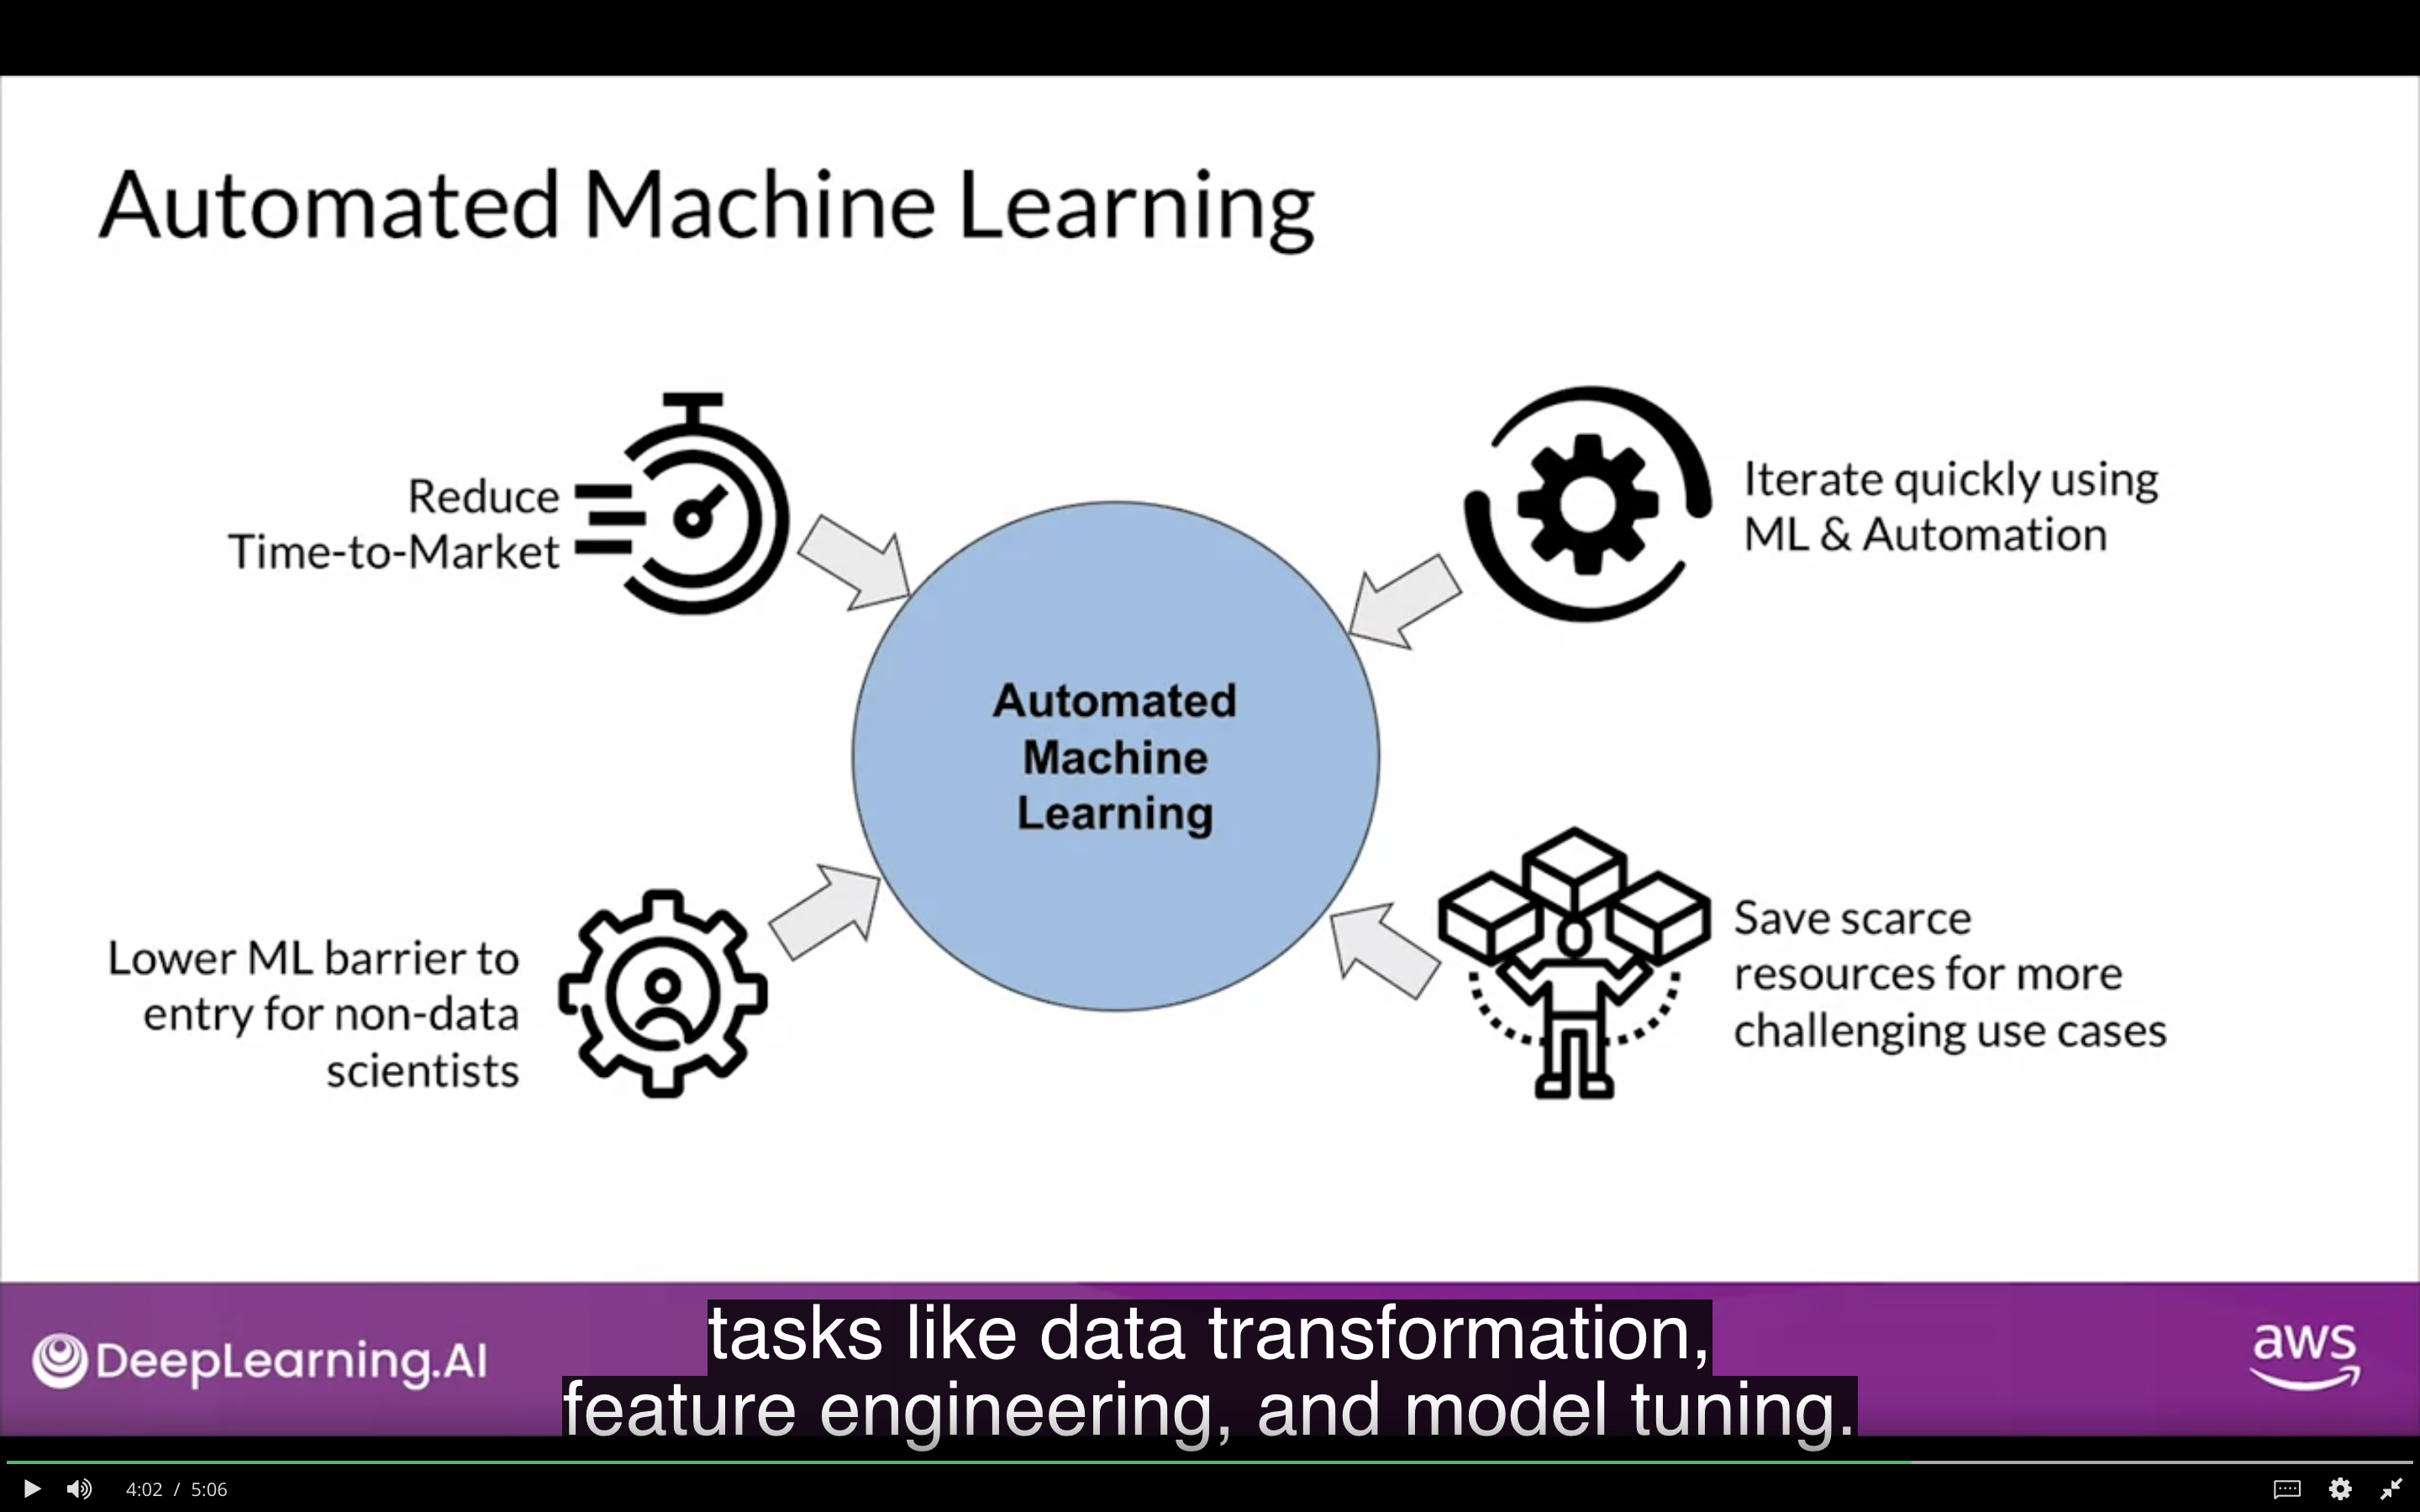 Automated Machine Learning
Reduce
Time-to-Market
Iterate quickly using
ML & Automation
Automated
Machine
Learning
Lower ML barrier to
entry for non-data
scientists
Save scarce
resources for more
challenging use cases
DeepLearning.AI
tasks like data transformation,
feature engineering, and model tuning.
aws
4:02 / 5:06